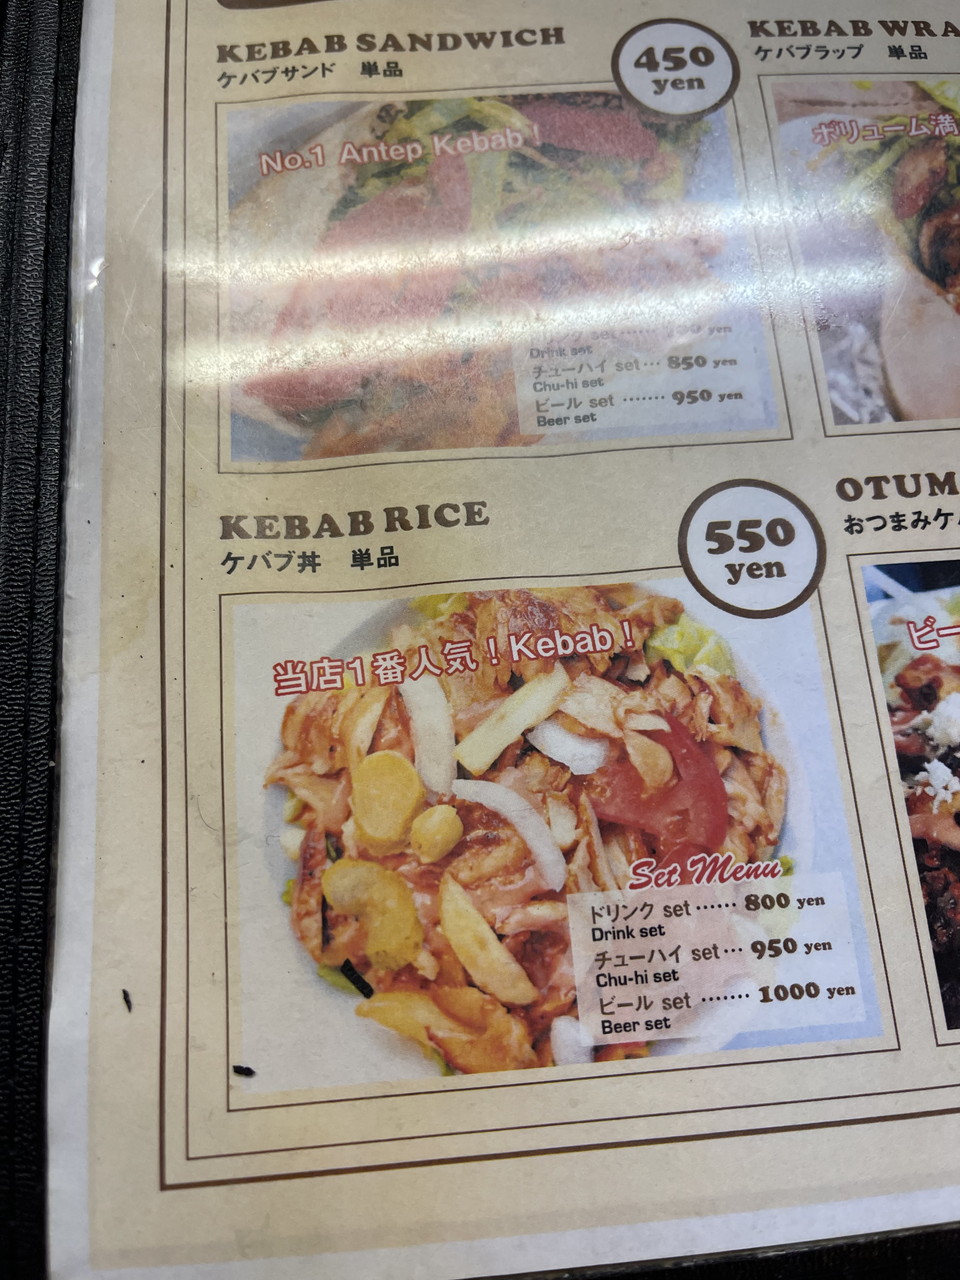 KEBAB SANDWICH
ケバブサンド 単品
450
yen
No.1 Antep Kebab!
set
yen
Drink set
チューハイ set… 850 yen
Chu-hi set
ビール set ……. 950 yen
Beer set
KEBAB WRA
ケバブラップ 単品
ボリューム満
KEBAB RICE
ケバブ丼 単品
550
yen
当店1番人気!Kebab!
Set Menu
ドリンク set …… 800 yen
Drink set
チューハイ set… 950 yen
Chu-hi set
ビール set ……. 1000 yen
Beer set
OTUM
おつまみケバ
ビー